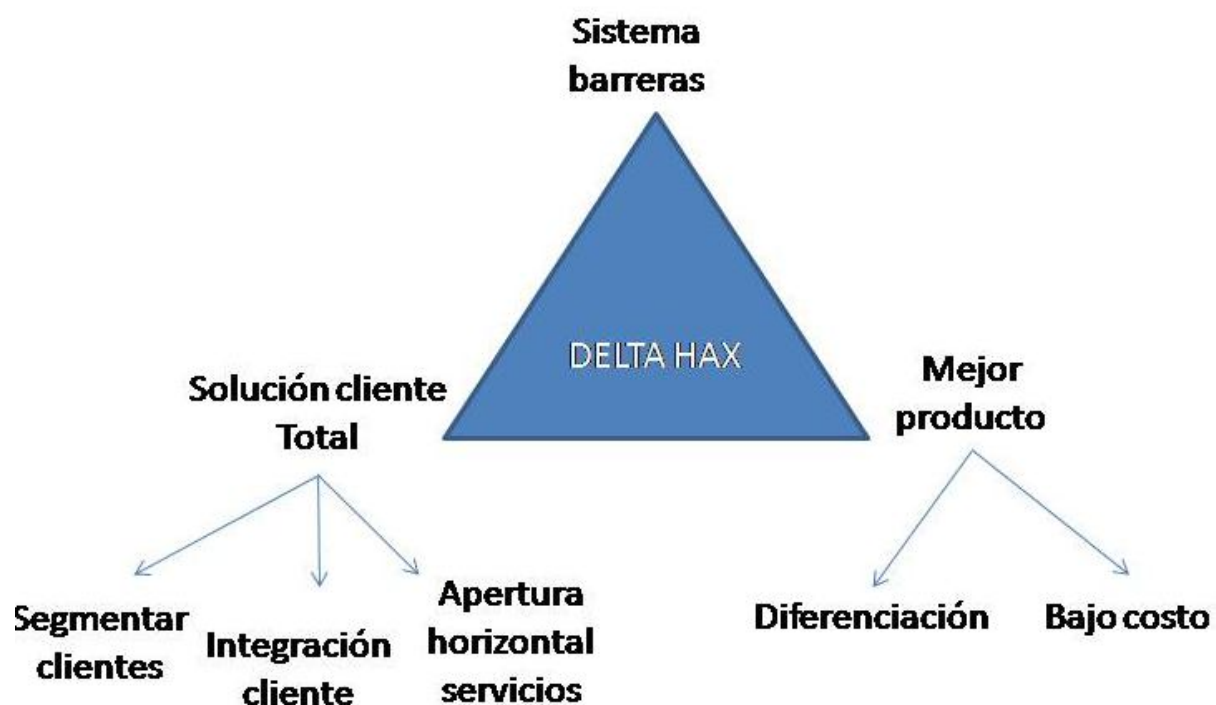 Sistema
barreras
DELTA HAX
Solución cliente
Total
Mejor
producto
Segmentar
clientes
Integración
cliente
Apertura
horizontal
servicios
Diferenciación
Bajo costo